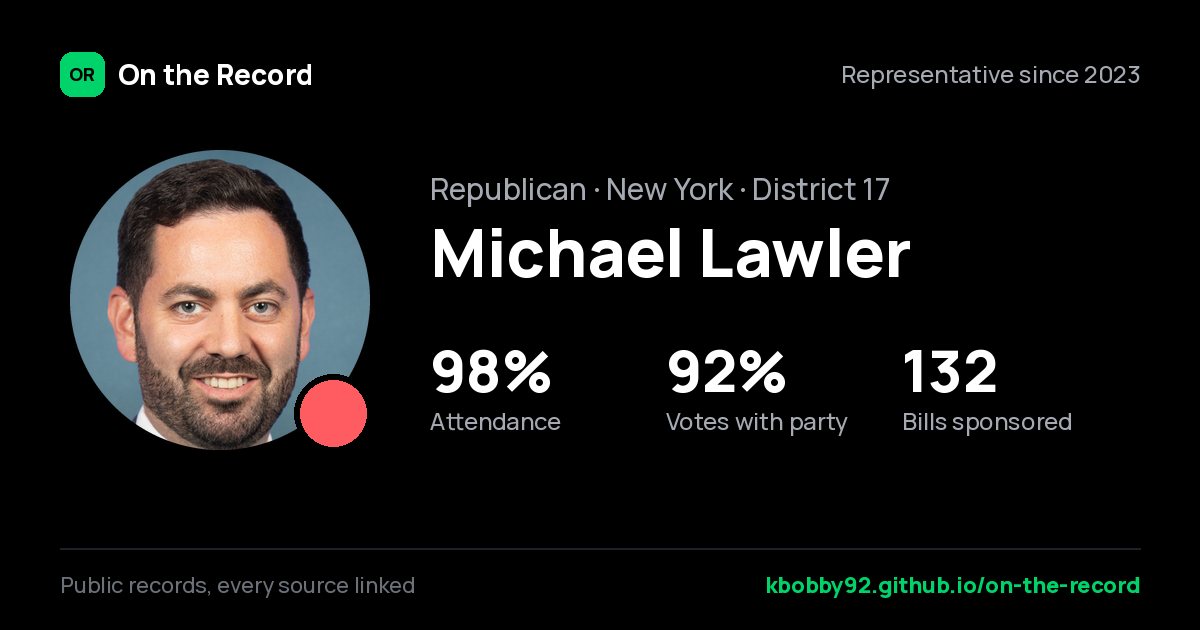 OR On the Record
Representative since 2023
Republican · New York · District 17
Michael Lawler
98% 92% 132
Attendance Votes with party Bills sponsored
Public records, every source linked
kbobby92.github.io/on-the-record